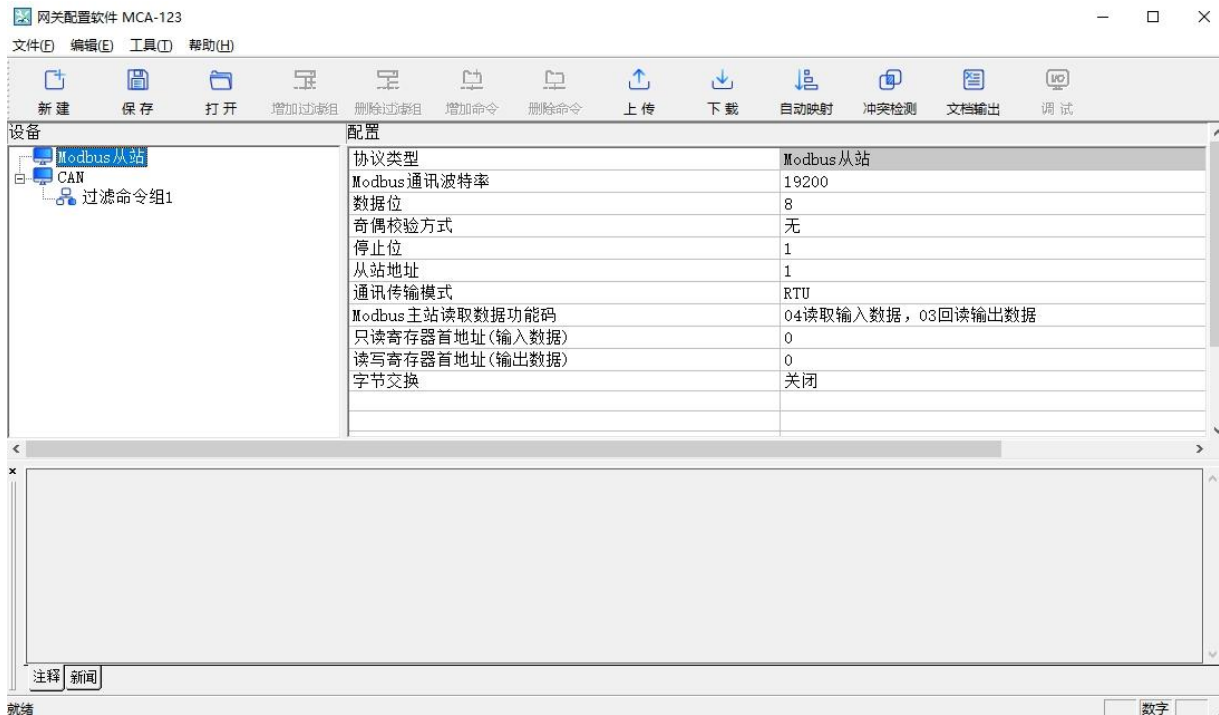 网关配置软件 MCA-123
文件(F) 编辑(E) 工具(T) 帮助(H)
新建 保存 打开 增加过滤组 删除过滤组 增加命令 删除命令 上传 下载 自动映射 冲突检测 文档输出 调试
设备 配置
Modbus从站
CAN
过滤命令组1
协议类型 Modbus从站
Modbus通讯波特率 19200
数据位 8
奇偶校验方式 无
停止位 1
从站地址 1
通讯传输模式 RTU
Modbus主站读取数据功能码 04读取输入数据，03回读输出数据
只读寄存器首地址(输入数据) 0
读写寄存器首地址(输出数据) 0
字节交换 关闭
注释 新闻
就绪 数字